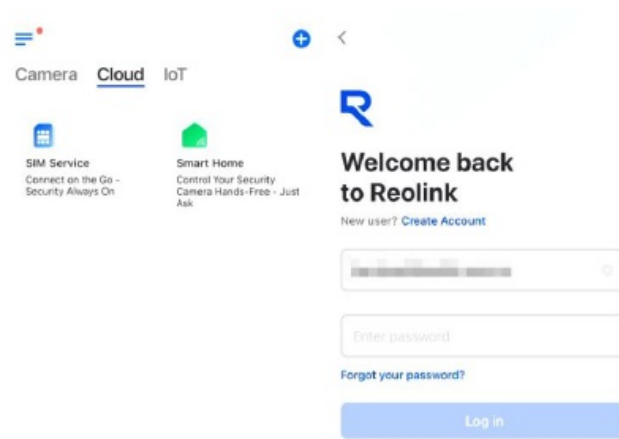 Camera Cloud IoT
SIM Service
Connect on the Go -
Security Always On
Smart Home
Control Your Security
Camera Hands-Free - Just
Ask
Welcome back
to Reolink
New user? Create Account
Enter password
Forgot your password?
Log in